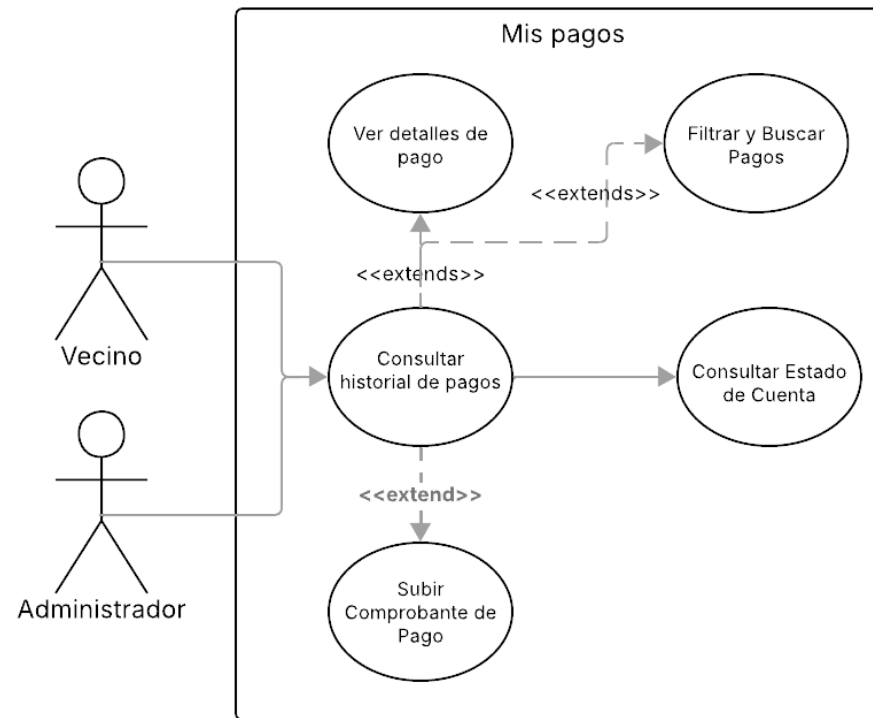 Mis pagos
Ver detalles de
pago
Filtrar y Buscar
Pagos
<<extends>>
<<extends>>
Vecino
Consultar
historial de pagos
Consultar Estado
de Cuenta
<<extend>>
Subir
Comprobante de
Pago
Administrador